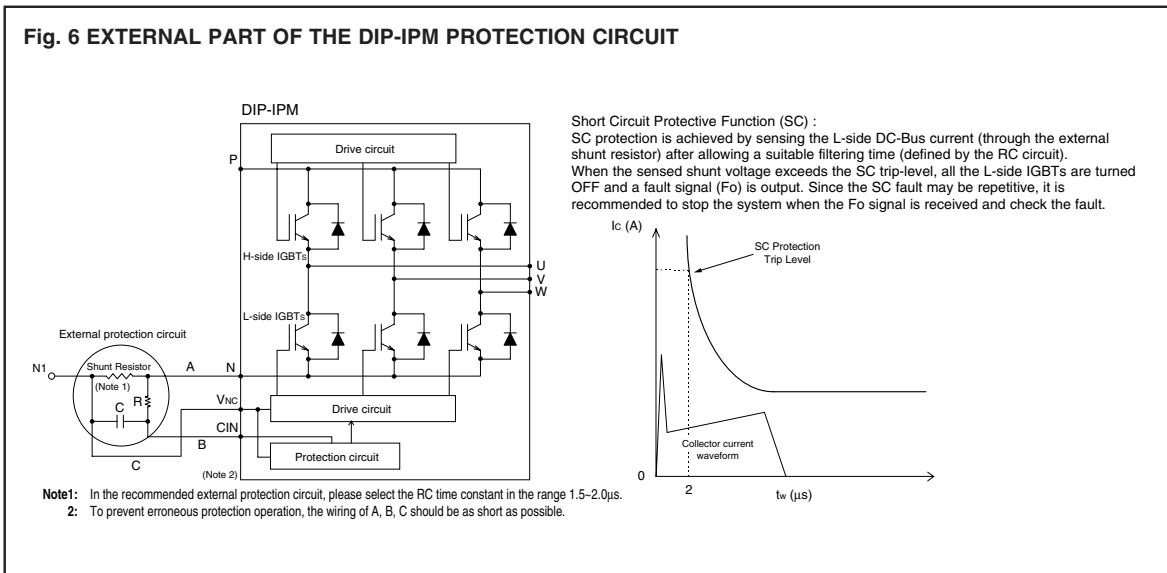 Fig. 6 EXTERNAL PART OF THE DIP-IPM PROTECTION CIRCUIT
DIP-IPM
Drive circuit
P
H-side IGBTS
U
V
W
L-side IGBTS
External protection circuit
N1
Shunt Resistor
A
N
(Note 1)
R
C
VNC
Drive circuit
CIN
B
Protection circuit
C
(Note 2)
Short Circuit Protective Function (SC) :
SC protection is achieved by sensing the L-side DC-Bus current (through the external
shunt resistor) after allowing a suitable filtering time (defined by the RC circuit).
When the sensed shunt voltage exceeds the SC trip-level, all the L-side IGBTs are turned
OFF and a fault signal (Fo) is output. Since the SC fault may be repetitive, it is
recommended to stop the system when the Fo signal is received and check the fault.
IC (A)
SC Protection
Trip Level
Collector current
waveform
0
2
tw (μs)
Note1: In the recommended external protection circuit, please select the RC time constant in the range 1.5~2.0μs.
2: To prevent erroneous protection operation, the wiring of A, B, C should be as short as possible.